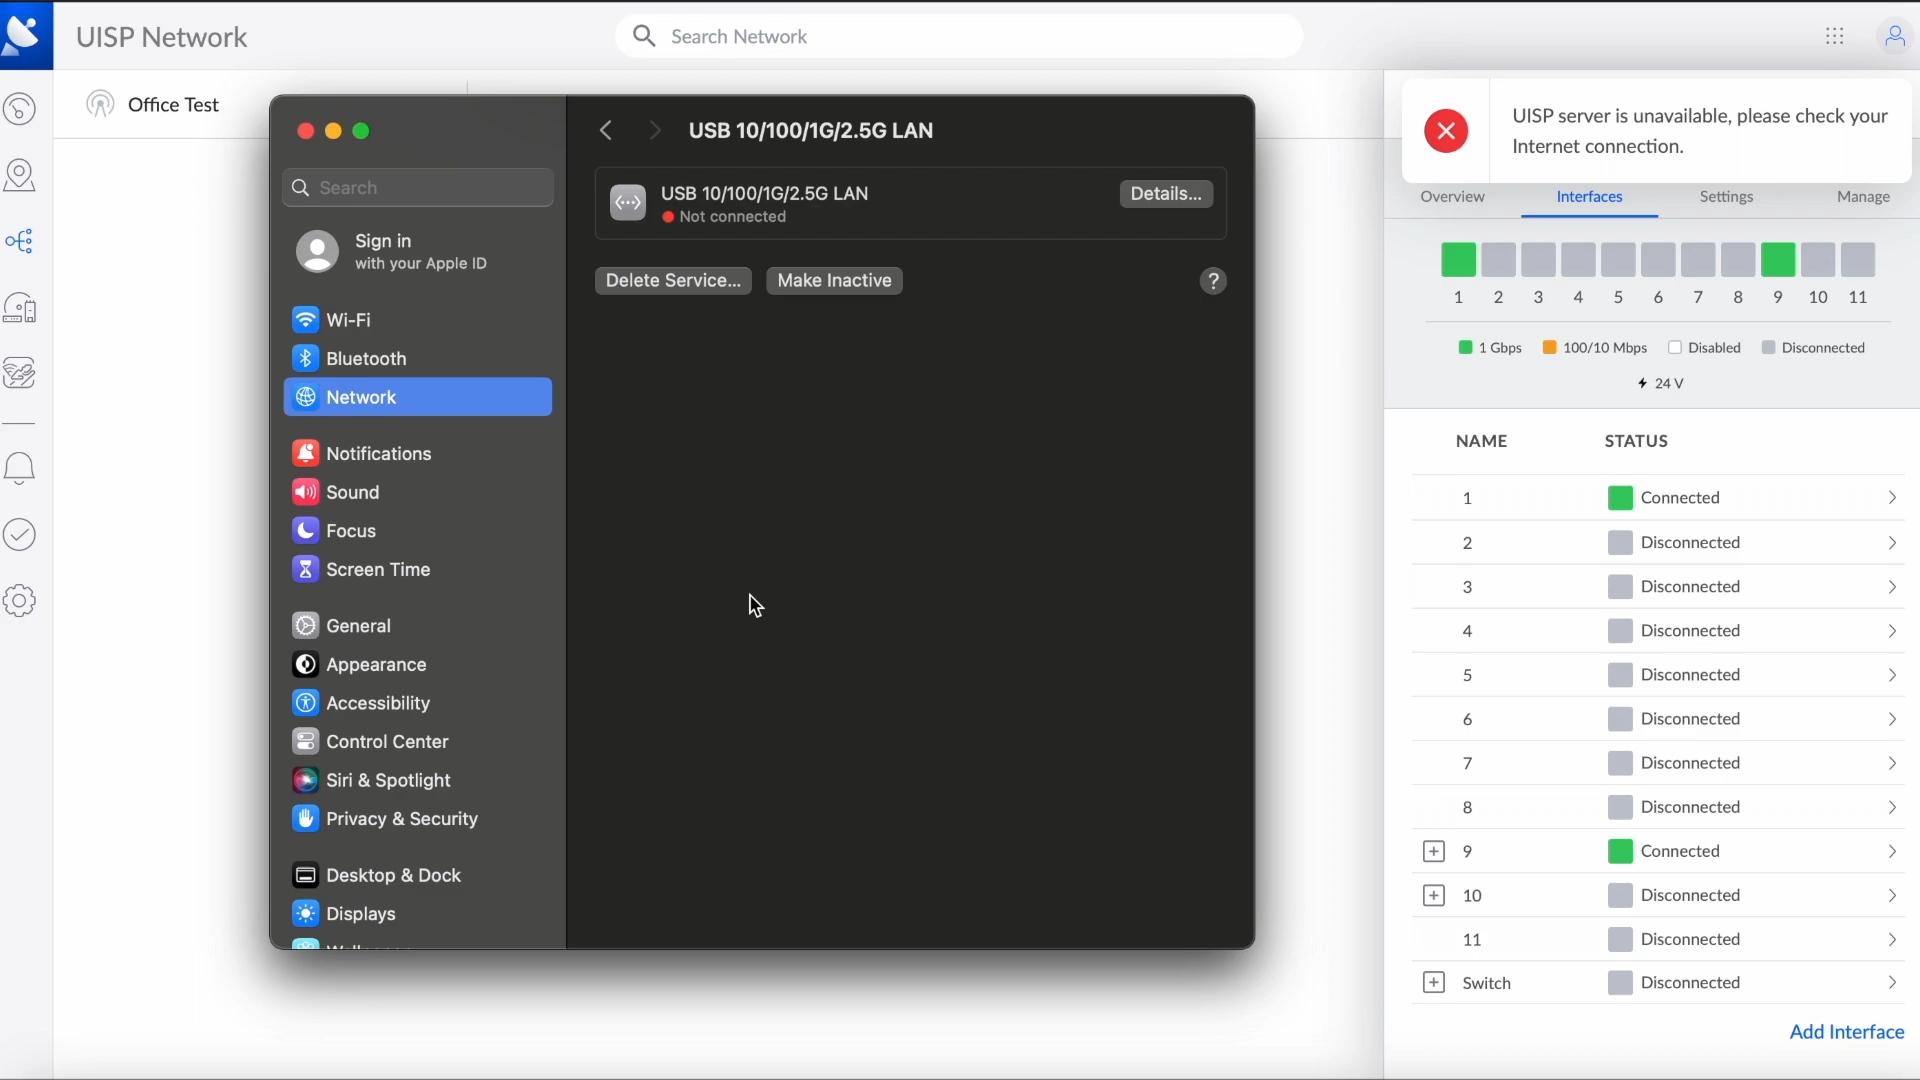 UISP Network
Search Network
Office Test
UISP server is unavailable, please check your
Internet connection.
Overview
Interfaces
Settings
Manage
1 2 3 4 5 6 7 8 9 10 11
1 Gbps
100/10 Mbps
Disabled
Disconnected
24 V
NAME STATUS
1 Connected
2 Disconnected
3 Disconnected
4 Disconnected
5 Disconnected
6 Disconnected
7 Disconnected
8 Disconnected
9 Connected
10 Disconnected
11 Disconnected
Switch Disconnected
Add Interface
Search
Sign in
with your Apple ID
Wi-Fi
Bluetooth
Network
Notifications
Sound
Focus
Screen Time
General
Appearance
Accessibility
Control Center
Siri & Spotlight
Privacy & Security
Desktop & Dock
Displays
USB 10/100/1G/2.5G LAN
USB 10/100/1G/2.5G LAN
Not connected
Details...
Delete Service...
Make Inactive
?